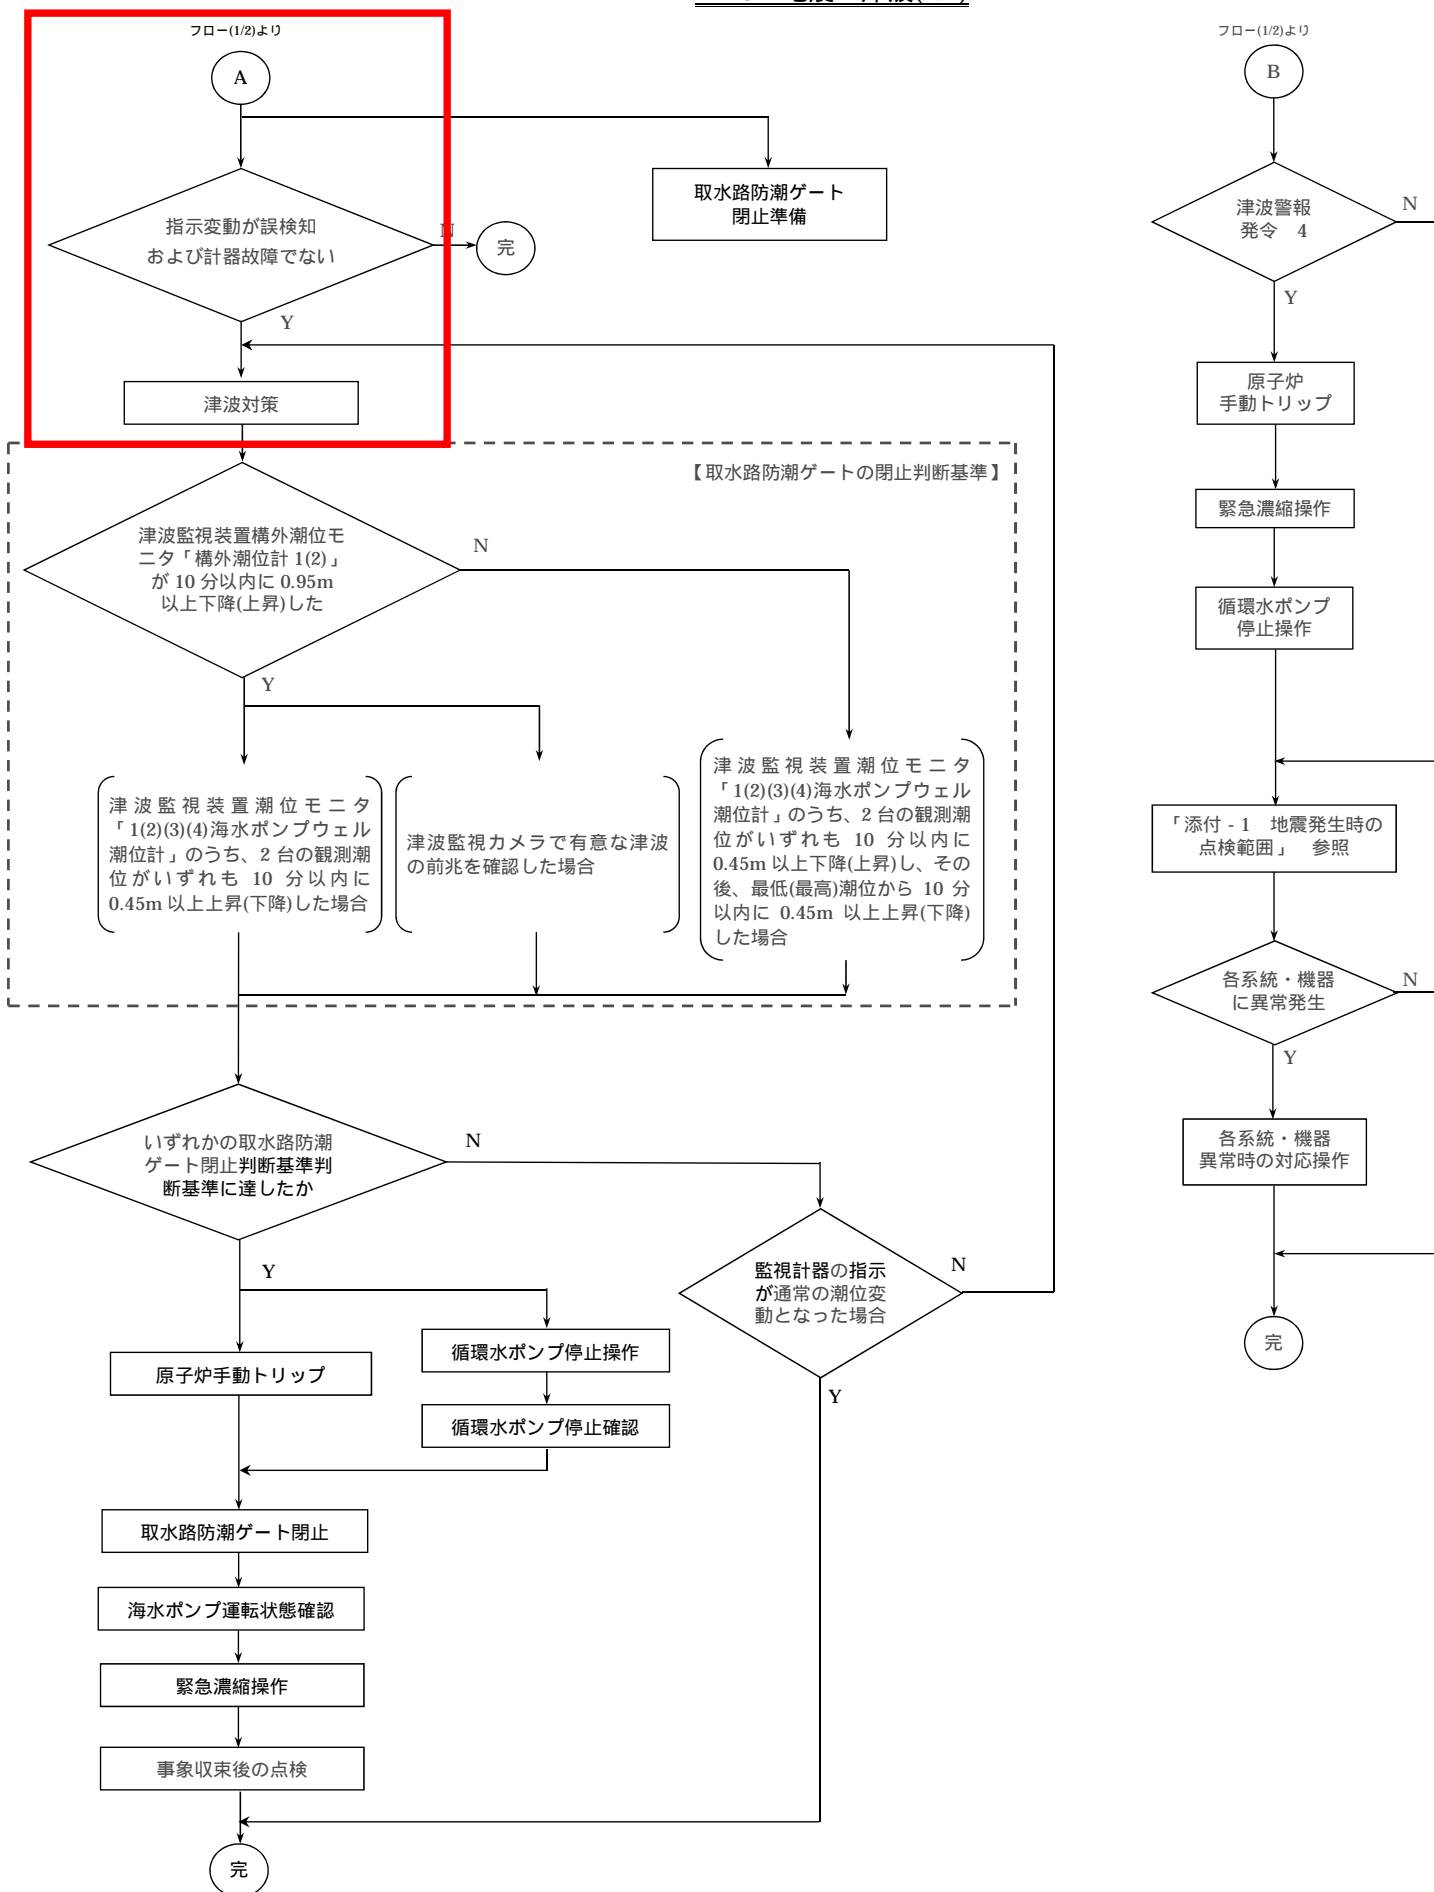 フロー(1/2)より
A
指示変動が誤検知
および計器故障でない
N
完
取水路防潮ゲート
閉止準備
Y
津波対策
【取水路防潮ゲートの閉止判断基準】
津波監視装置構外潮位モ
ニタ「構外潮位計 1(2)」
が 10 分以内に 0.95m
以上下降(上昇)した
N
Y
津波監視装置潮位モニタ
「1(2)(3)(4)海水ポンプウェル
潮位計」のうち、2 台の観測潮
位がいずれも 10 分以内に
0.45m 以上上昇(下降)した場合
津波監視カメラで有意な津波
の前兆を確認した場合
津波監視装置潮位モニタ
「1(2)(3)(4)海水ポンプウェル
潮位計」のうち、2 台の観測潮
位がいずれも 10 分以内に
0.45m 以上下降(上昇)し、その
後、最低(最高)潮位から 10 分
以内に 0.45m 以上上昇(下降)
した場合
いずれかの取水路防潮
ゲート閉止判断基準判
断基準に達したか
N
Y
監視計器の指示
が通常の潮位変
動となった場合
N
Y
原子炉手動トリップ
循環水ポンプ停止操作
循環水ポンプ停止確認
取水路防潮ゲート閉止
海水ポンプ運転状態確認
緊急濃縮操作
事象収束後の点検
完
フロー(1/2)より
B
津波警報
発令 4
N
Y
原子炉
手動トリップ
緊急濃縮操作
循環水ポンプ
停止操作
「添付 - 1 地震発生時の
点検範囲」 参照
各系統・機器
に異常発生
N
Y
各系統・機器
異常時の対応操作
完